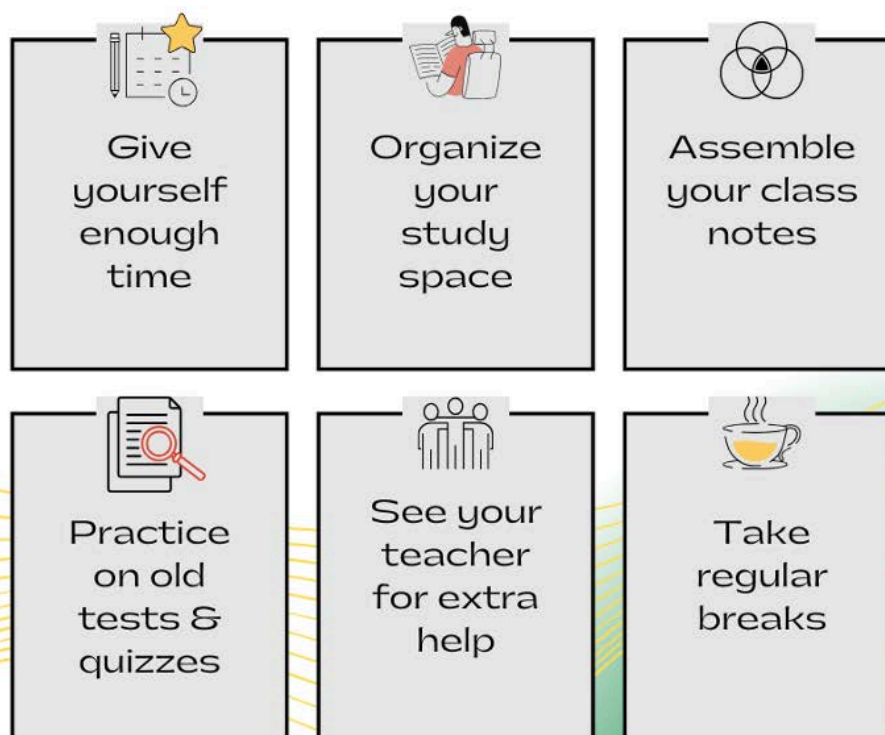 Give
yourself
enough
time
Organize
your
study
space
Assemble
your class
notes
Practice
on old
tests &
quizzes
See your
teacher
for extra
help
Take
regular
breaks